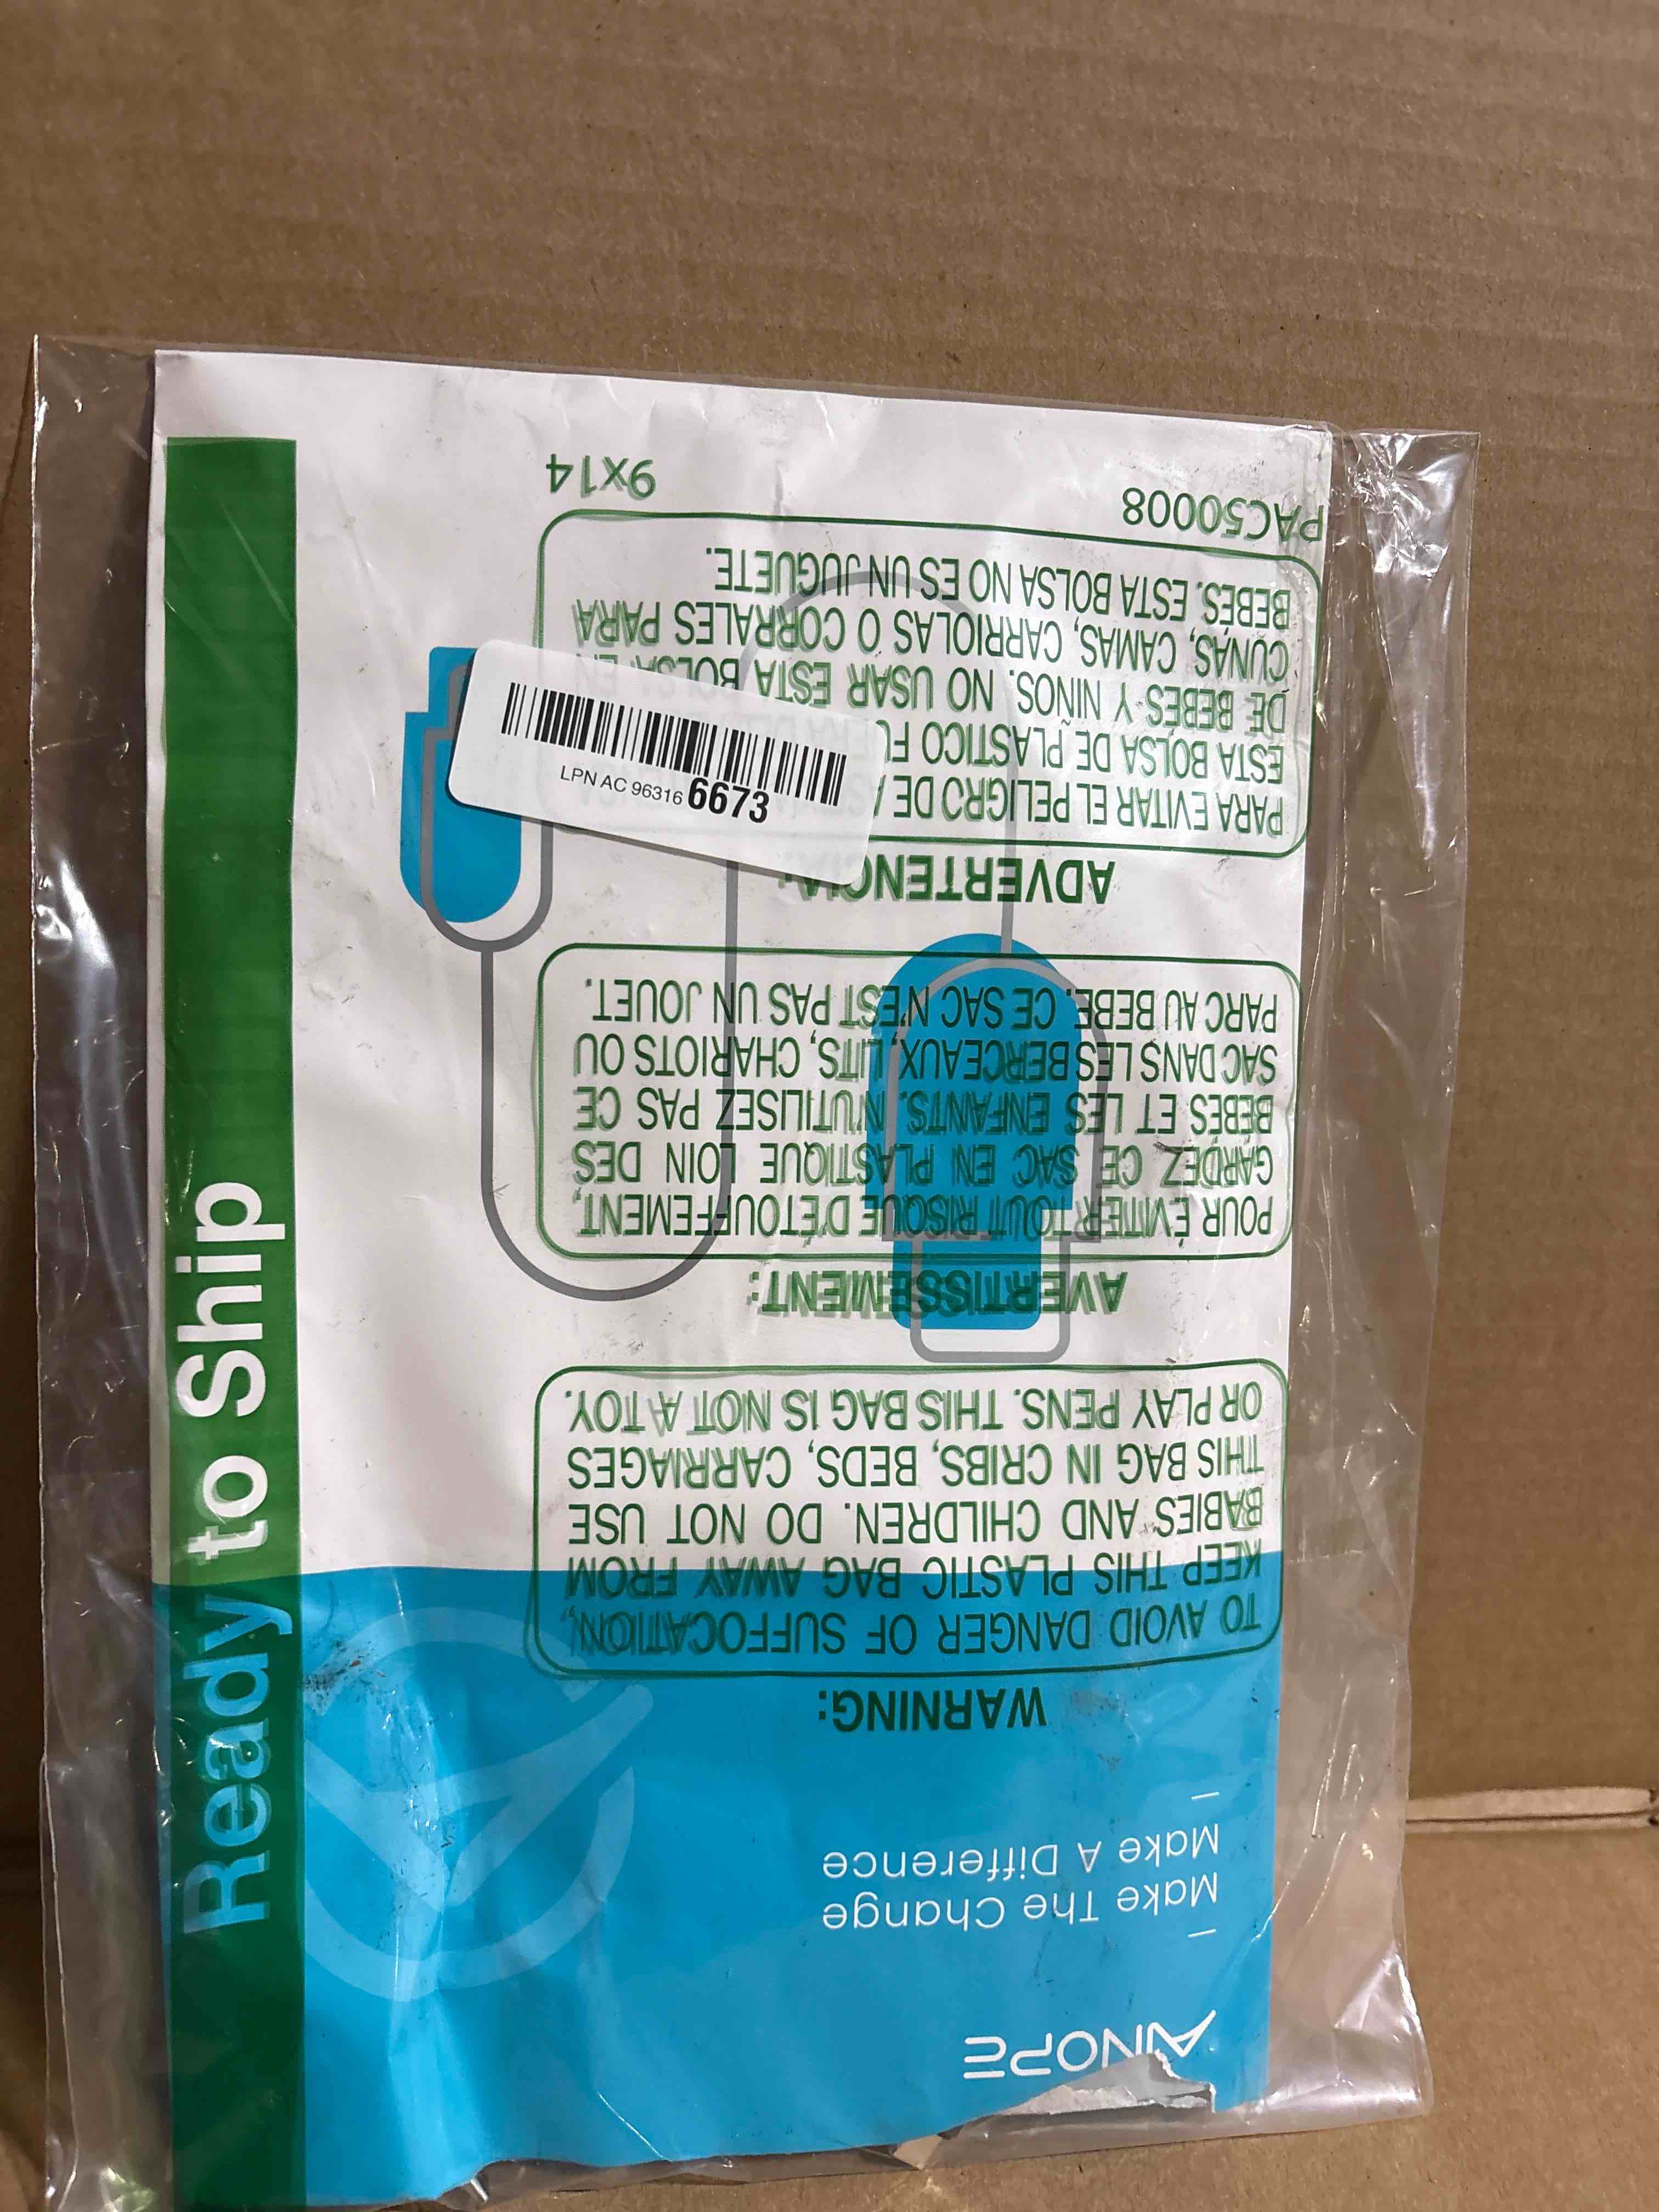 Ready to Ship
AINOPE
Make The Change
Make A Difference
WARNING:
TO AVOID DANGER OF SUFFOCATION,
KEEP THIS PLASTIC BAG AWAY FROM
BABIES AND CHILDREN. DO NOT USE
THIS BAG IN CRIBS, BEDS, CARRIAGES
OR PLAY PENS. THIS BAG IS NOT A TOY.
AVERTISSEMENT:
POUR ÉVITER TOUT RISQUE D'ÉTOUFFEMENT,
GARDEZ CE SAC EN PLASTIQUE LOIN DES
BÉBÉS ET LES ENFANTS. N'UTILISEZ PAS CE
SAC DANS LES BERCEAUX, LITS, CHARIOTS OU
PARC AU BEBE. CE SAC N'EST PAS UN JOUET.
ADVERTENCIA:
PARA EVITAR EL PELIGRO DE
ESTA BOLSA DE PLASTICO
DE BEBES Y NIÑOS. NO USAR ESTA BOLSA EN
CUNAS, CAMAS, CARRIOLAS O CORRALES PARA
BEBES. ESTA BOLSA NO ES UN JUGUETE.
PAC50008 9x14
LPN AC 96316 6673